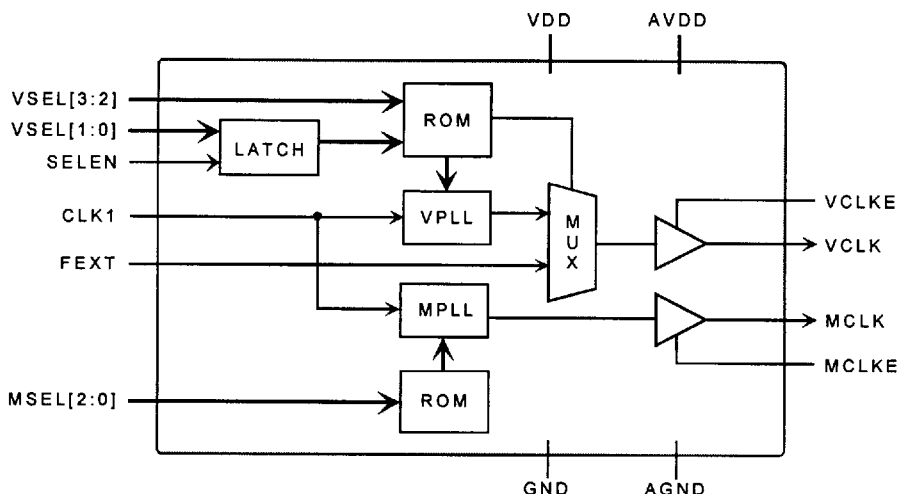 VDD
AVDD
VSEL[3:2]
VSEL[1:0]
SELEN
LATCH
ROM
CLK1
VPLL
MUX
VCLKE
VCLK
FEXT
MPLL
MCLK
MCLKE
MSEL[2:0]
ROM
GND
AGND